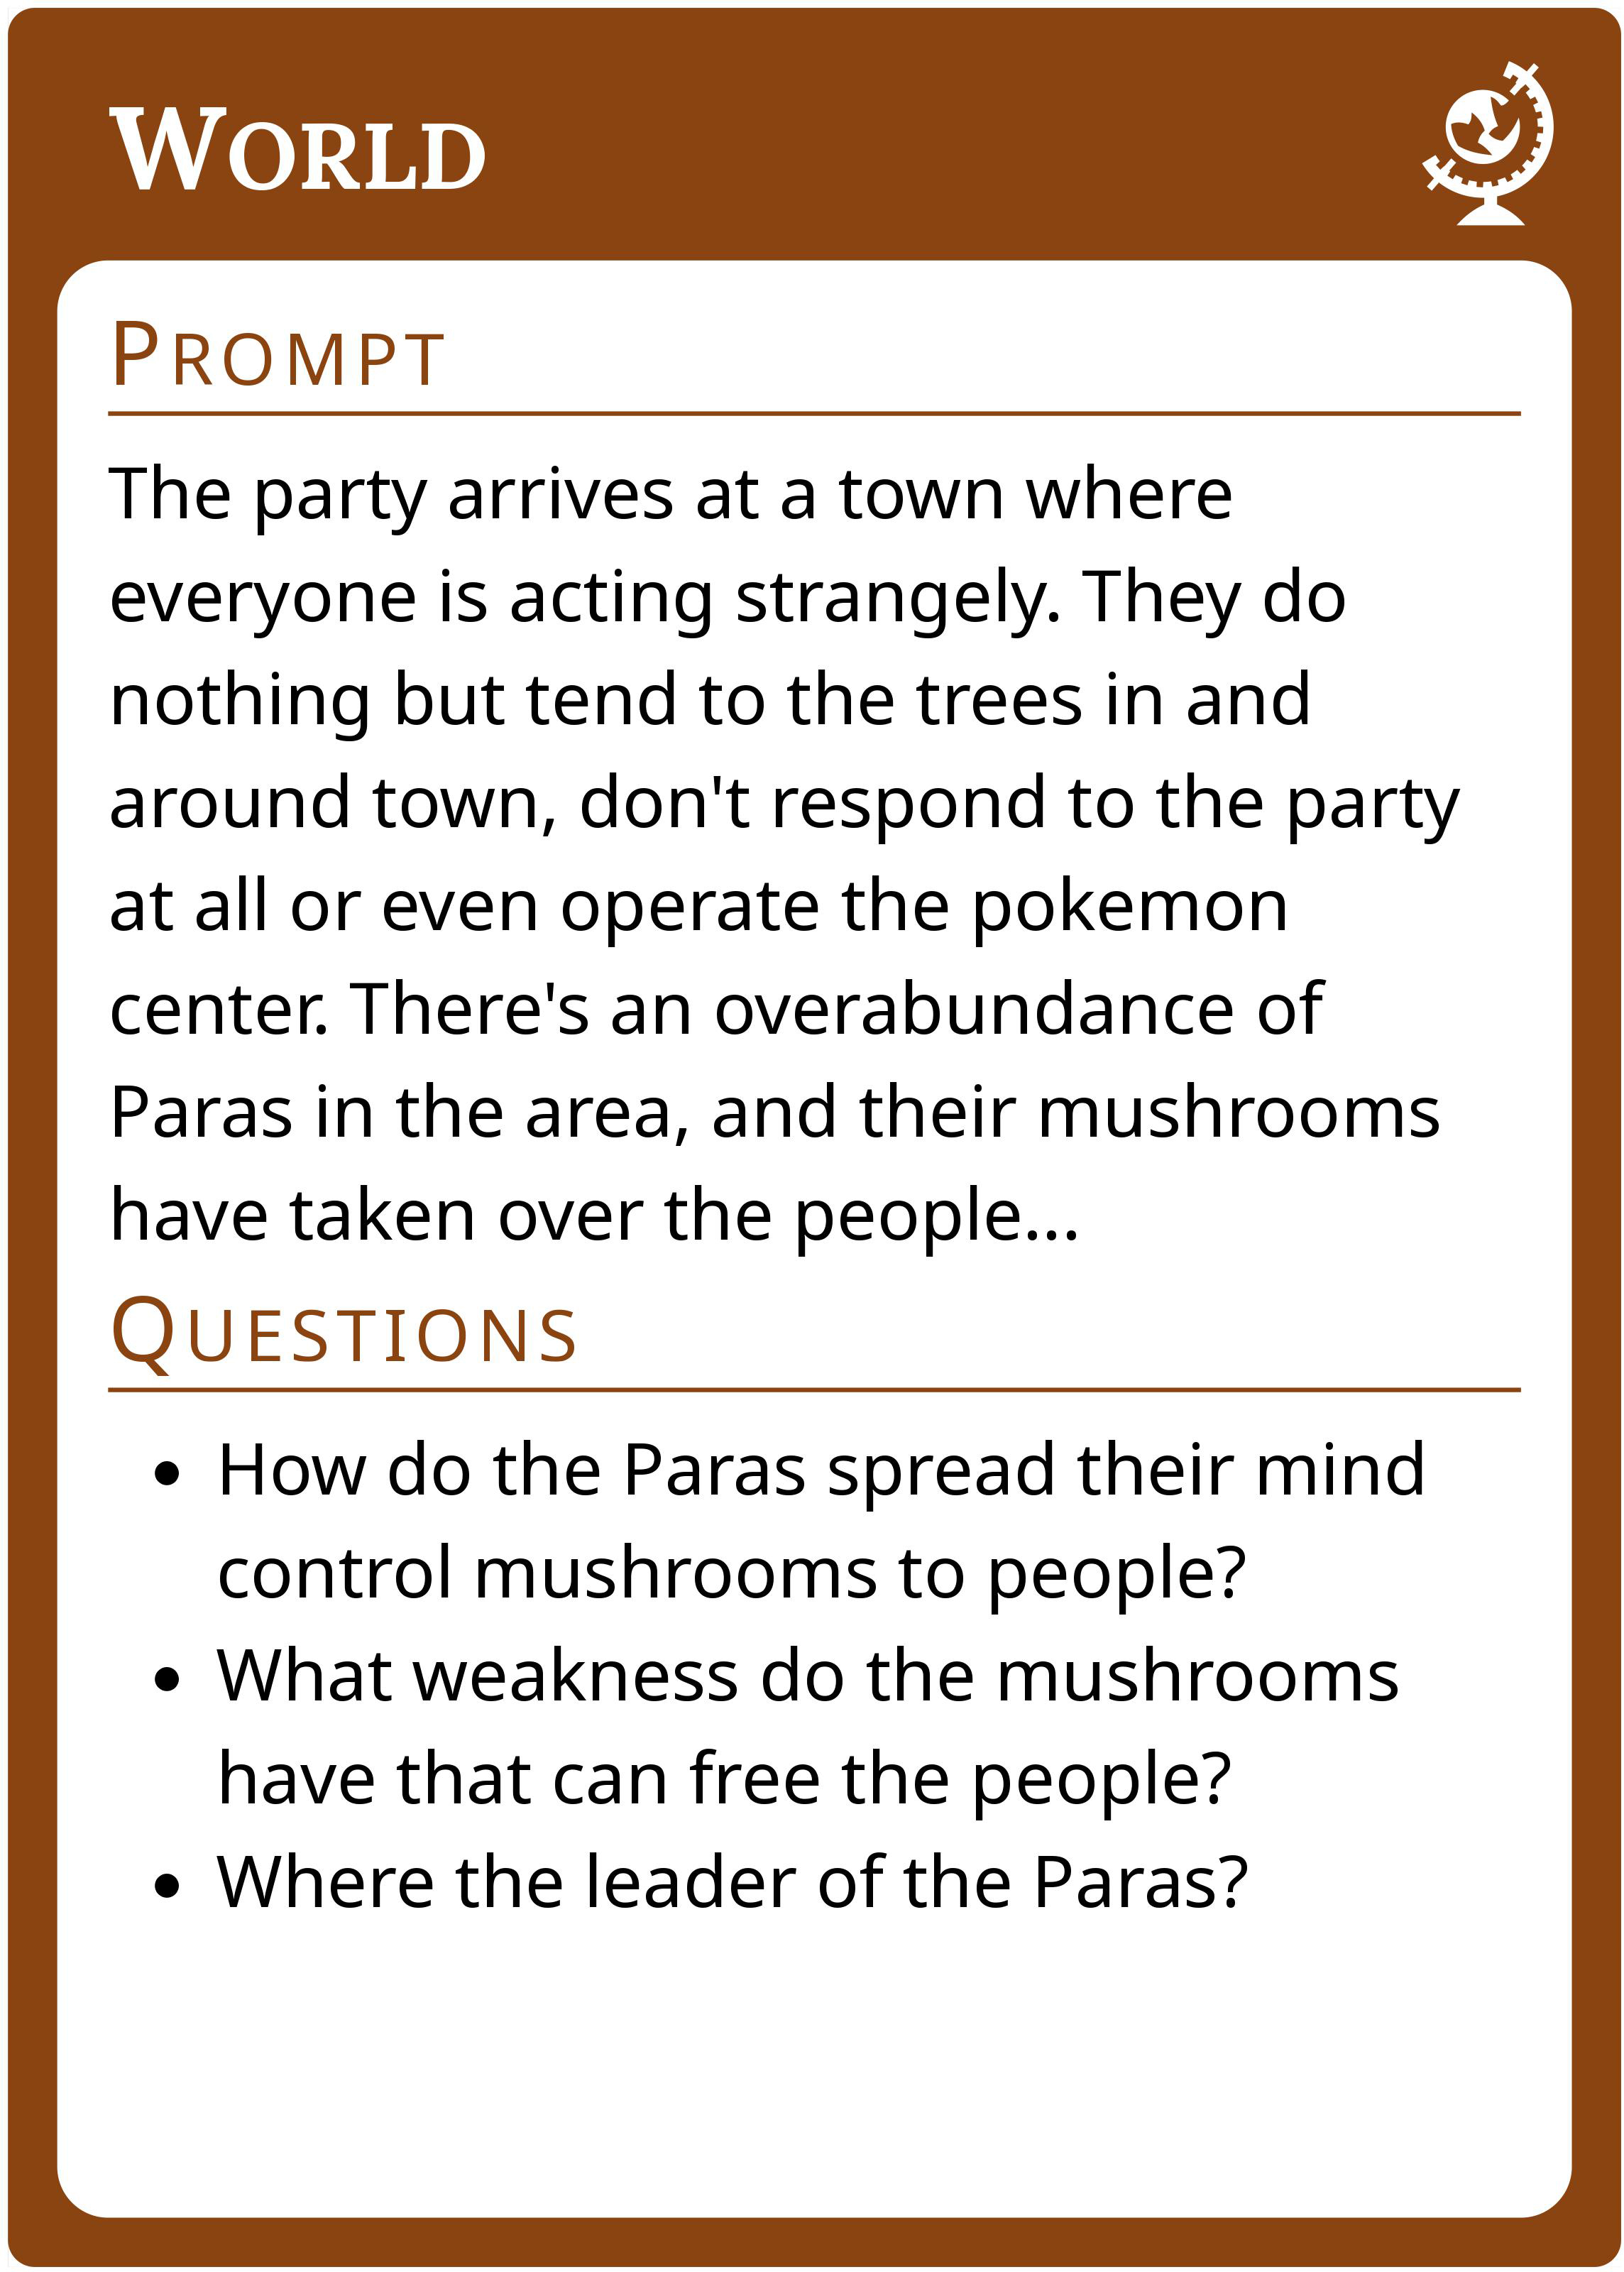 World
Prompt
The party arrives at a town where
everyone is acting strangely. They do
nothing but tend to the trees in and
around town, don't respond to the party
at all or even operate the pokemon
center. There's an overabundance of
Paras in the area, and their mushrooms
have taken over the people...
Questions
• How do the Paras spread their mind
control mushrooms to people?
• What weakness do the mushrooms
have that can free the people?
• Where the leader of the Paras?